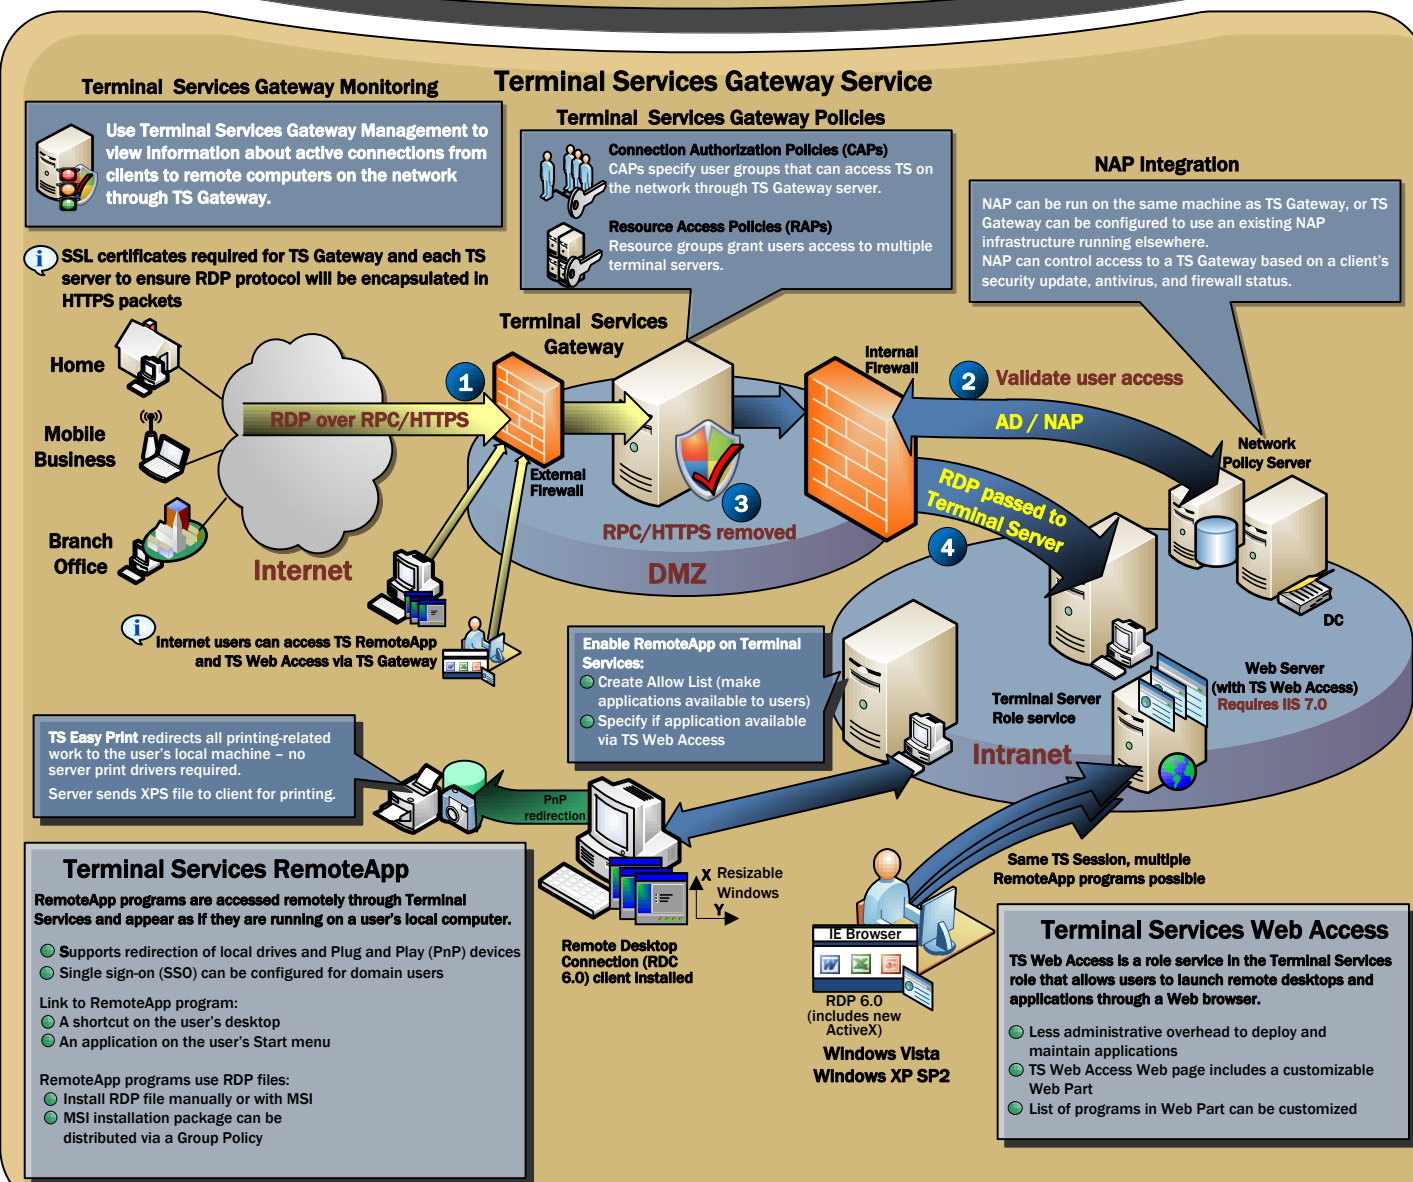 Terminal Services Gateway Service
Terminal Services Gateway Monitoring
Use Terminal Services Gateway Management to
view information about active connections from
clients to remote computers on the network
through TS Gateway.
Terminal Services Gateway Policies
Connection Authorization Policies (CAPs)
CAPs specify user groups that can access TS on
the network through TS Gateway server.
Resource Access Policies (RAPs)
Resource groups grant users access to multiple
terminal servers.
NAP Integration
NAP can be run on the same machine as TS Gateway, or TS
Gateway can be configured to use an existing NAP
infrastructure running elsewhere.
NAP can control access to a TS Gateway based on a client's
security update, antivirus, and firewall status.
i
SSL certificates required for TS Gateway and each TS
server to ensure RDP protocol will be encapsulated in
HTTPS packets
Home
Mobile
Business
Branch
Office
Internet
RDP over RPC/HTTPS
1
Terminal Services
Gateway
External
Firewall
3
RPC/HTTPS removed
DMZ
Internal
Firewall
2
Validate user access
AD / NAP
Network
Policy Server
RDP passed to
Terminal Server
4
DC
i
Internet users can access TS RemoteApp
and TS Web Access via TS Gateway
Enable RemoteApp on Terminal
Services:
Create Allow List (make
applications available to users)
Specify if application available
via TS Web Access
Terminal Server
Role service
Web Server
(with TS Web Access)
Requires IIS 7.0
Intranet
TS Easy Print redirects all printing-related
work to the user's local machine – no
server print drivers required.
Server sends XPS file to client for printing.
PnP
redirection
X
Resizable
Windows
Y
Remote Desktop
Connection (RDC
6.0) client installed
Same TS Session, multiple
RemoteApp programs possible
IE Browser
W X
RDP 6.0
(includes new
ActiveX)
Windows Vista
Windows XP SP2
Terminal Services RemoteApp
RemoteApp programs are accessed remotely through Terminal
Services and appear as if they are running on a user's local computer.
Supports redirection of local drives and Plug and Play (PnP) devices
Single sign-on (SSO) can be configured for domain users
Link to RemoteApp program:
A shortcut on the user's desktop
An application on the user's Start menu
RemoteApp programs use RDP files:
Install RDP file manually or with MSI
MSI installation package can be
distributed via a Group Policy
Terminal Services Web Access
TS Web Access is a role service in the Terminal Services
role that allows users to launch remote desktops and
applications through a Web browser.
Less administrative overhead to deploy and
maintain applications
TS Web Access Web page includes a customizable
Web Part
List of programs in Web Part can be customized